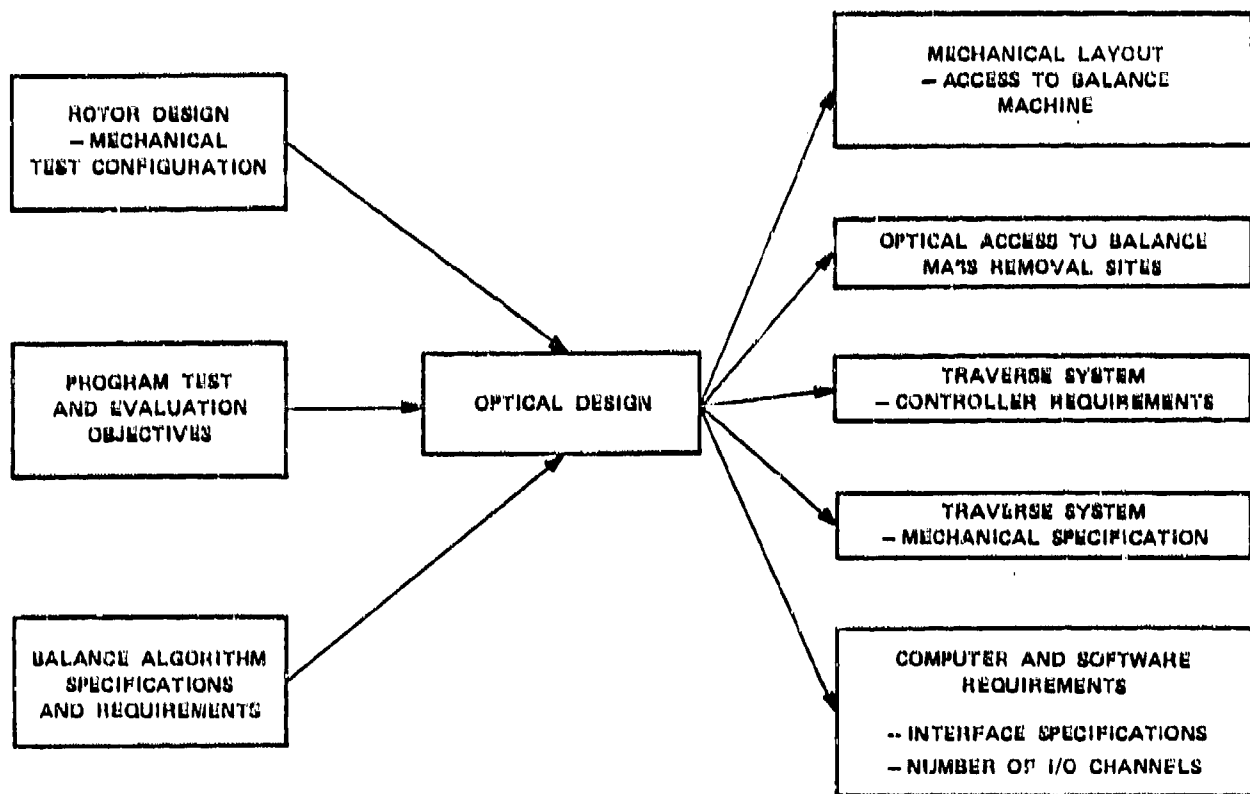 ROTOR DESIGN
– MECHANICAL
TEST CONFIGURATION
PROGRAM TEST
AND EVALUATION
OBJECTIVES
BALANCE ALGORITHM
SPECIFICATIONS
AND REQUIREMENTS
OPTICAL DESIGN
MECHANICAL LAYOUT
– ACCESS TO BALANCE
MACHINE
OPTICAL ACCESS TO BALANCE
MASS REMOVAL SITES
TRAVERSE SYSTEM
– CONTROLLER REQUIREMENTS
TRAVERSE SYSTEM
– MECHANICAL SPECIFICATION
COMPUTER AND SOFTWARE
REQUIREMENTS
– INTERFACE SPECIFICATIONS
– NUMBER OF I/O CHANNELS